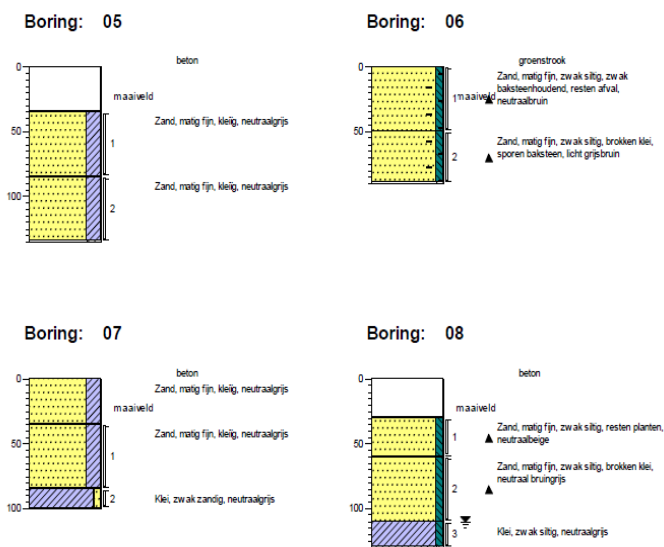 Boring: 05
beton
0
maaiveld
Zand, matig fijn, kleiïg, neutraalgrijs
50
1
Zand, matig fijn, kleiïg, neutraalgrijs
100
2
Boring: 06
groenstrook
0
Zand, matig fijn, zwak siltig, zwak
baksteenhoudend, resten afval,
neutraalbruin
1
maaiveld
50
Zand, matig fijn, zwak siltig, brokken klei,
sporen baksteen, licht grijsbruin
2
Boring: 07
beton
0
Zand, matig fijn, kleiïg, neutraalgrijs
maaiveld
Zand, matig fijn, kleiïg, neutraalgrijs
50
1
2
Klei, zwak zandig, neutraalgrijs
100
Boring: 08
beton
0
maaiveld
Zand, matig fijn, zwak siltig, resten planten,
neutraalbeige
1
50
Zand, matig fijn, zwak siltig, brokken klei,
neutraal bruingrijs
2
100
3
Klei, zwak siltig, neutraalgrijs